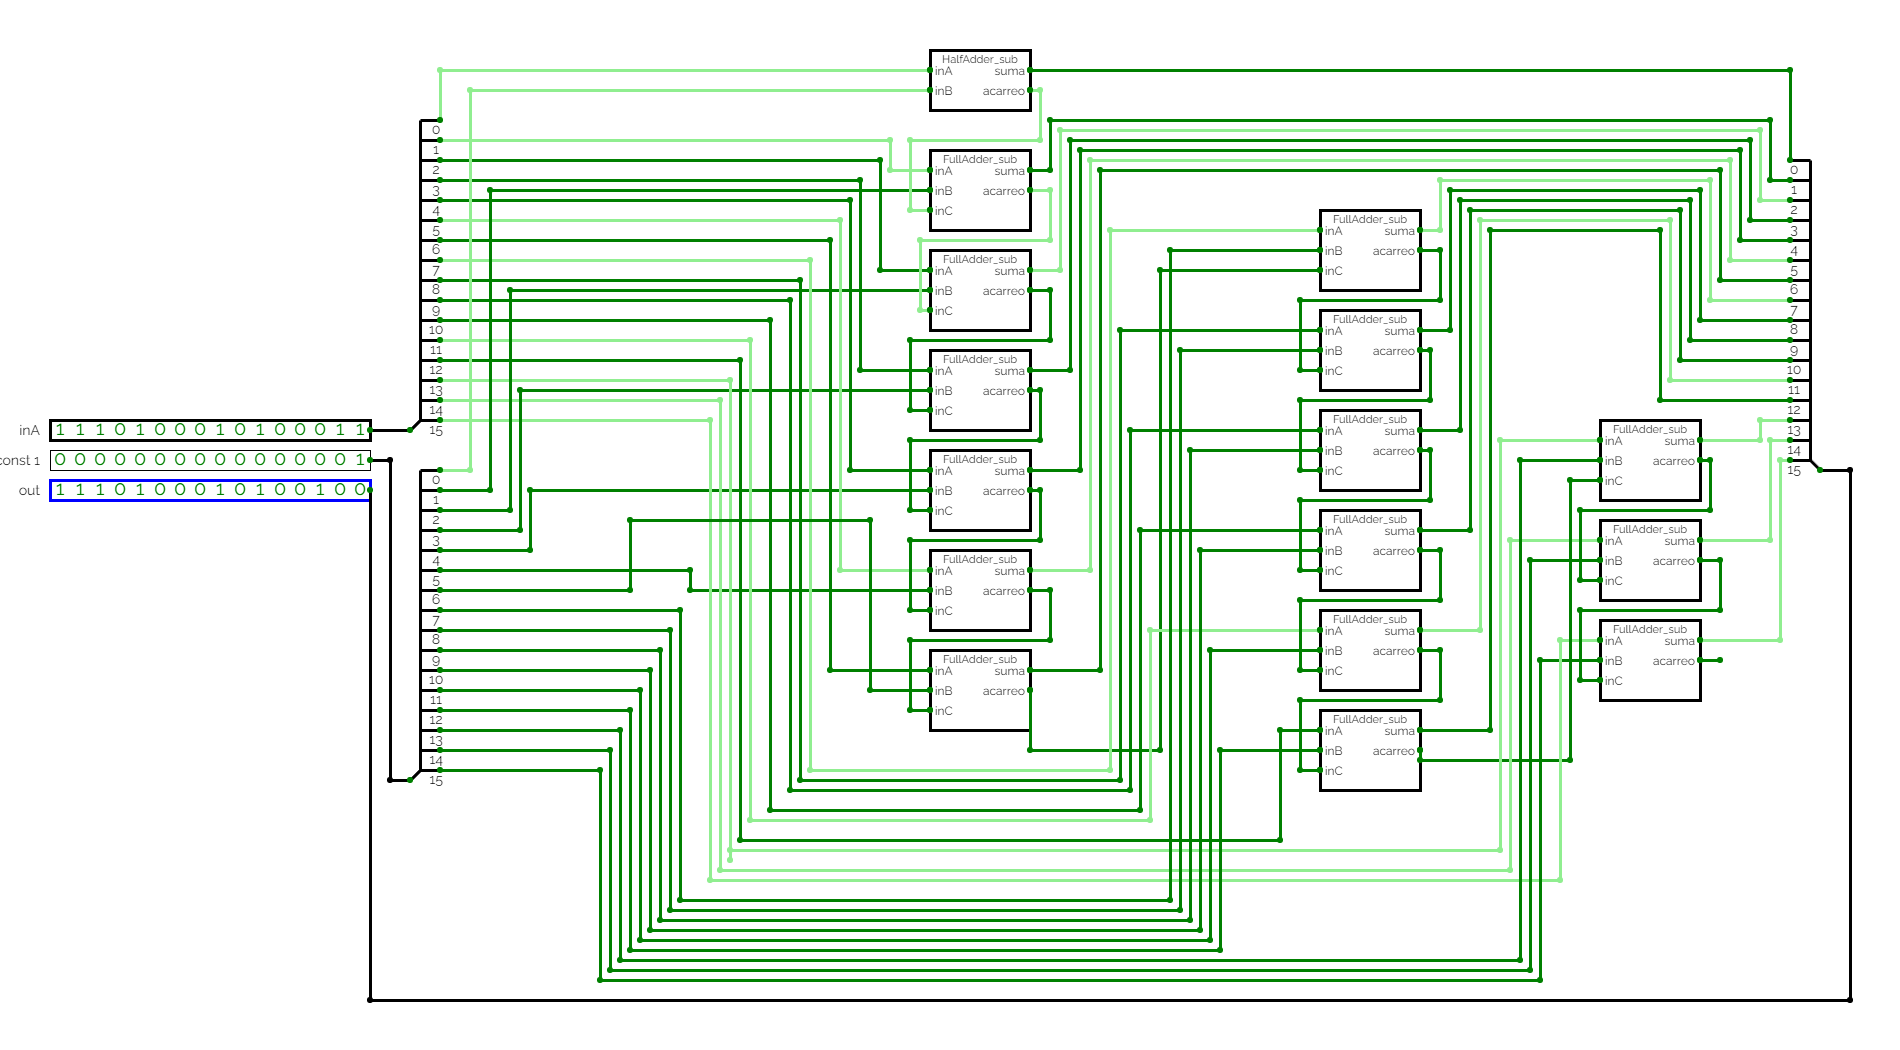 inA 1 1 1 0 1 0 0 0 1 0 1 0 0 0 1 1
const 1 0 0 0 0 0 0 0 0 0 0 0 0 0 0 0 1
out 1 1 1 0 1 0 0 0 1 0 1 0 0 1 0 0
0
1
2
3
4
5
6
7
8
9
10
11
12
13
14
15
0
1
2
3
4
5
6
7
8
9
10
11
12
13
14
15
HalfAdder_sub
inA suma
inB acarreo
FullAdder_sub
inA suma
inB acarreo
inC
FullAdder_sub
inA suma
inB acarreo
inC
FullAdder_sub
inA suma
inB acarreo
inC
FullAdder_sub
inA suma
inB acarreo
inC
FullAdder_sub
inA suma
inB acarreo
inC
FullAdder_sub
inA suma
inB acarreo
inC
FullAdder_sub
inA suma
inB acarreo
inC
FullAdder_sub
inA suma
inB acarreo
inC
FullAdder_sub
inA suma
inB acarreo
inC
FullAdder_sub
inA suma
inB acarreo
inC
FullAdder_sub
inA suma
inB acarreo
inC
FullAdder_sub
inA suma
inB acarreo
inC
FullAdder_sub
inA suma
inB acarreo
inC
FullAdder_sub
inA suma
inB acarreo
inC
FullAdder_sub
inA suma
inB acarreo
inC
0
1
2
3
4
5
6
7
8
9
10
11
12
13
14
15